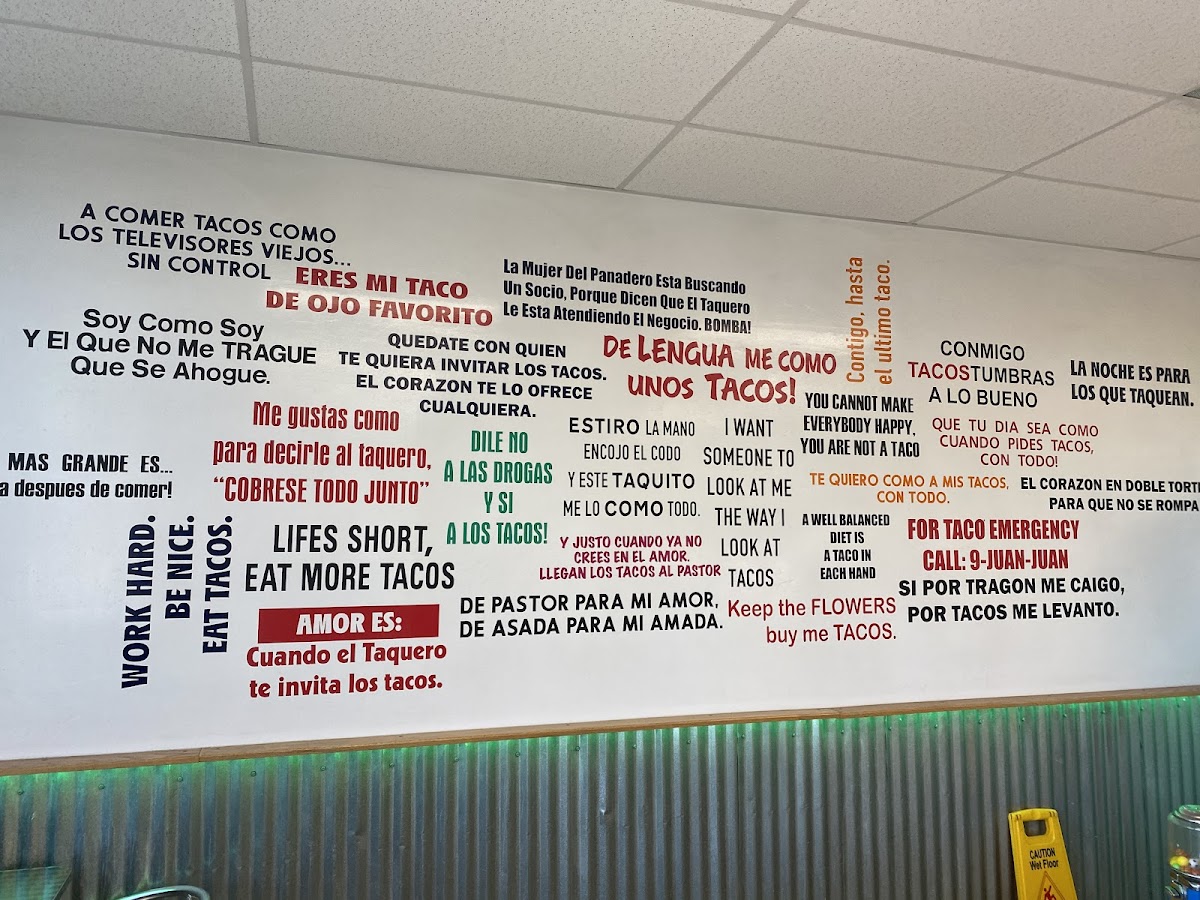 A COMER TACOS COMO
LOS TELEVISORES VIEJOS...
SIN CONTROL
ERES MI TACO
DE OJO FAVORITO
La Mujer Del Panadero Esta Buscando
Un Socio, Porque Dicen Que El Taquero
Le Esta Atendiendo El Negocio. BOMBA!
Contigo, hasta
el ultimo taco.
Soy Como Soy
Y El Que No Me TRAGUE
Que Se Ahogue.
QUEDATE CON QUIEN
TE QUIERA INVITAR LOS TACOS.
EL CORAZON TE LO OFRECE
CUALQUIERA.
DE LENGUA ME COMO
UNOS TACOS!
CONMIGO
TACOSTUMBRAS
A LO BUENO
LA NOCHE ES PARA
LOS QUE TAQUEAN.
Me gustas como
para decirle al taquero,
"COBRESE TODO JUNTO"
DILE NO
A LAS DROGAS
Y SI
A LOS TACOS!
ESTIRO LA MANO
ENCOJO EL CODO
Y ESTE TAQUITO
ME LO COMO TODO.
I WANT
SOMEONE TO
LOOK AT ME
THE WAY I
LOOK AT
TACOS
YOU CANNOT MAKE
EVERYBODY HAPPY,
YOU ARE NOT A TACO
QUE TU DIA SEA COMO
CUANDO PIDES TACOS,
CON TODO!
MAS GRANDE ES...
a despues de comer!
TE QUIERO COMO A MIS TACOS,
CON TODO.
EL CORAZON EN DOBLE
PARA QUE NO SE ROMPA
WORK HARD.
BE NICE.
EAT TACOS.
LIFES SHORT,
EAT MORE TACOS
Y JUSTO CUANDO YA NO
CREES EN EL AMOR.
LLEGAN LOS TACOS AL PASTOR
A WELL BALANCED
DIET IS
A TACO IN
EACH HAND
FOR TACO EMERGENCY
CALL: 9-JUAN-JUAN
AMOR ES:
Cuando el Taquero
te invita los tacos.
DE PASTOR PARA MI AMOR,
DE ASADA PARA MI AMADA.
Keep the FLOWERS
buy me TACOS.
SI POR TRAGON ME CAIGO,
POR TACOS ME LEVANTO.
CAUTION
Wet Floor